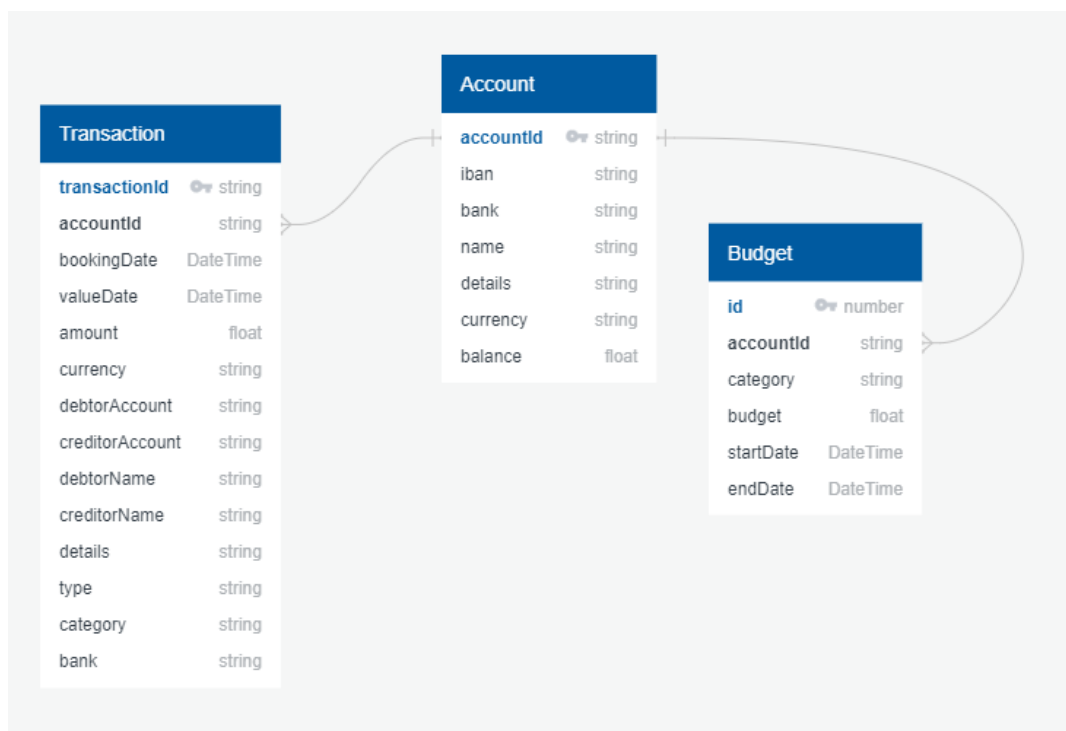 Transaction
transactionId string
accountId string
bookingDate DateTime
valueDate DateTime
amount float
currency string
debtorAccount string
creditorAccount string
debtorName string
creditorName string
details string
type string
category string
bank string
Account
accountId string
iban string
bank string
name string
details string
currency string
balance float
Budget
id number
accountId string
category string
budget float
startDate DateTime
endDate DateTime